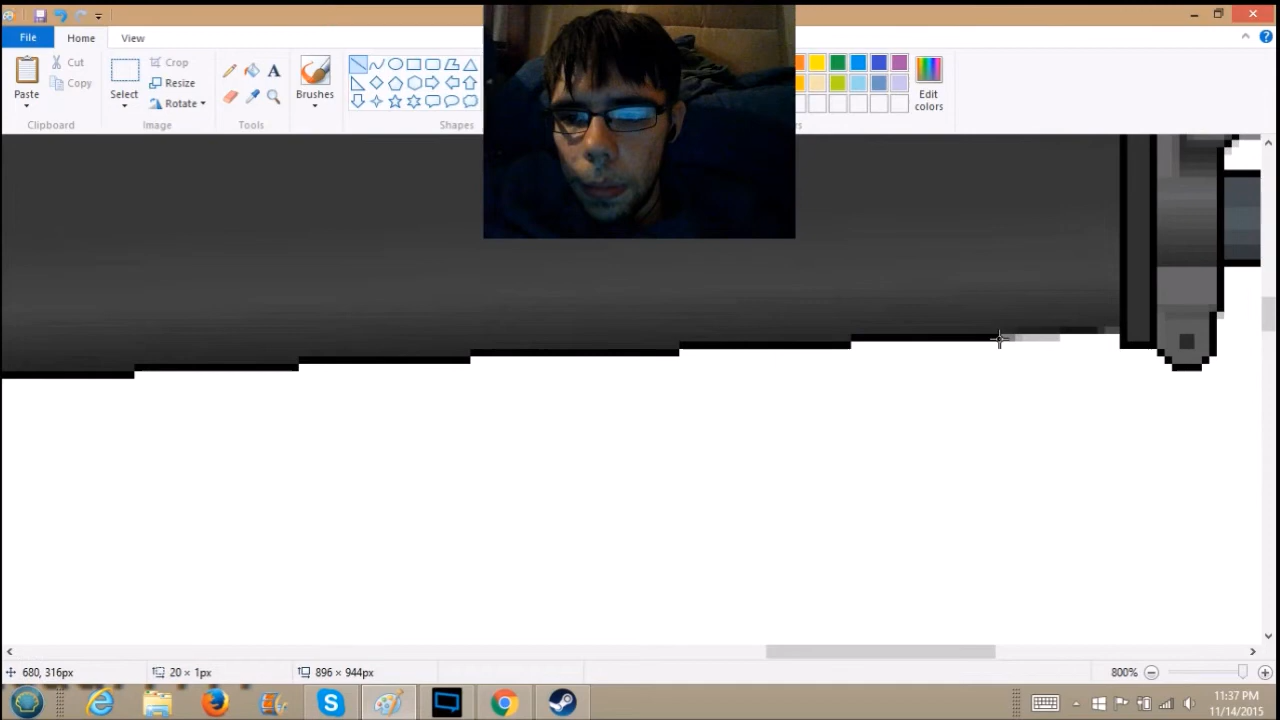 File
Home
View
Paste
Cut
Copy
Clipboard
Select
Crop
Resize
Rotate
Image
A
Tools
Brushes
Shapes
Edit
colors
680, 316px
20 × 1px
896 × 944px
800%
11:37 PM
11/14/2015